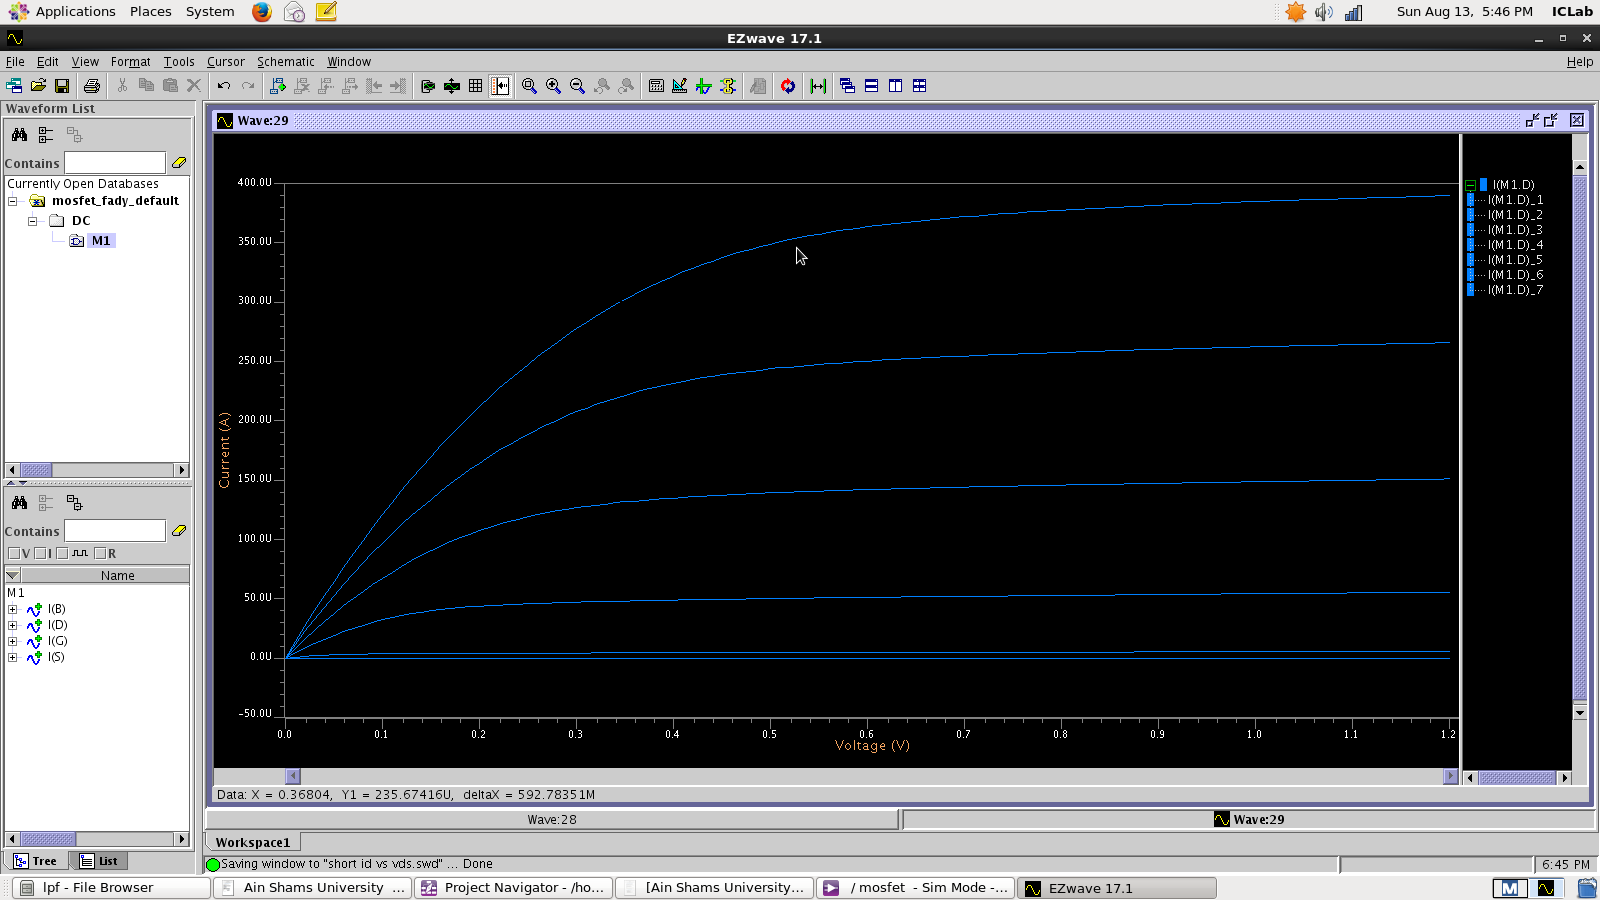 Applications Places System
Sun Aug 13, 5:46 PM ICLab
EZwave 17.1
File Edit View Format Tools Cursor Schematic Window Help
Waveform List
Contains
Currently Open Databases
mosfet_fady_default
DC
M1
Contains
V I R
Name
M1
I(B)
I(D)
I(G)
I(S)
Tree List
Wave:29
400.0U
350.0U
300.0U
250.0U
200.0U
150.0U
100.0U
50.0U
0.0U
-50.0U
Current (A)
0.0 0.1 0.2 0.3 0.4 0.5 0.6 0.7 0.8 0.9 1.0 1.1 1.2
Voltage (V)
I(M1.D)
I(M1.D)_1
I(M1.D)_2
I(M1.D)_3
I(M1.D)_4
I(M1.D)_5
I(M1.D)_6
I(M1.D)_7
Data: X = 0.36804, Y1 = 235.67416U, deltaX = 592.78351M
Wave:28 Wave:29
Workspace1
Saving window to "short id vs vds.swd" ... Done
6:45 PM
lpf - File Browser
Ain Shams University ...
Project Navigator - /ho...
[Ain Shams University...
/ mosfet - Sim Mode -...
EZwave 17.1
M